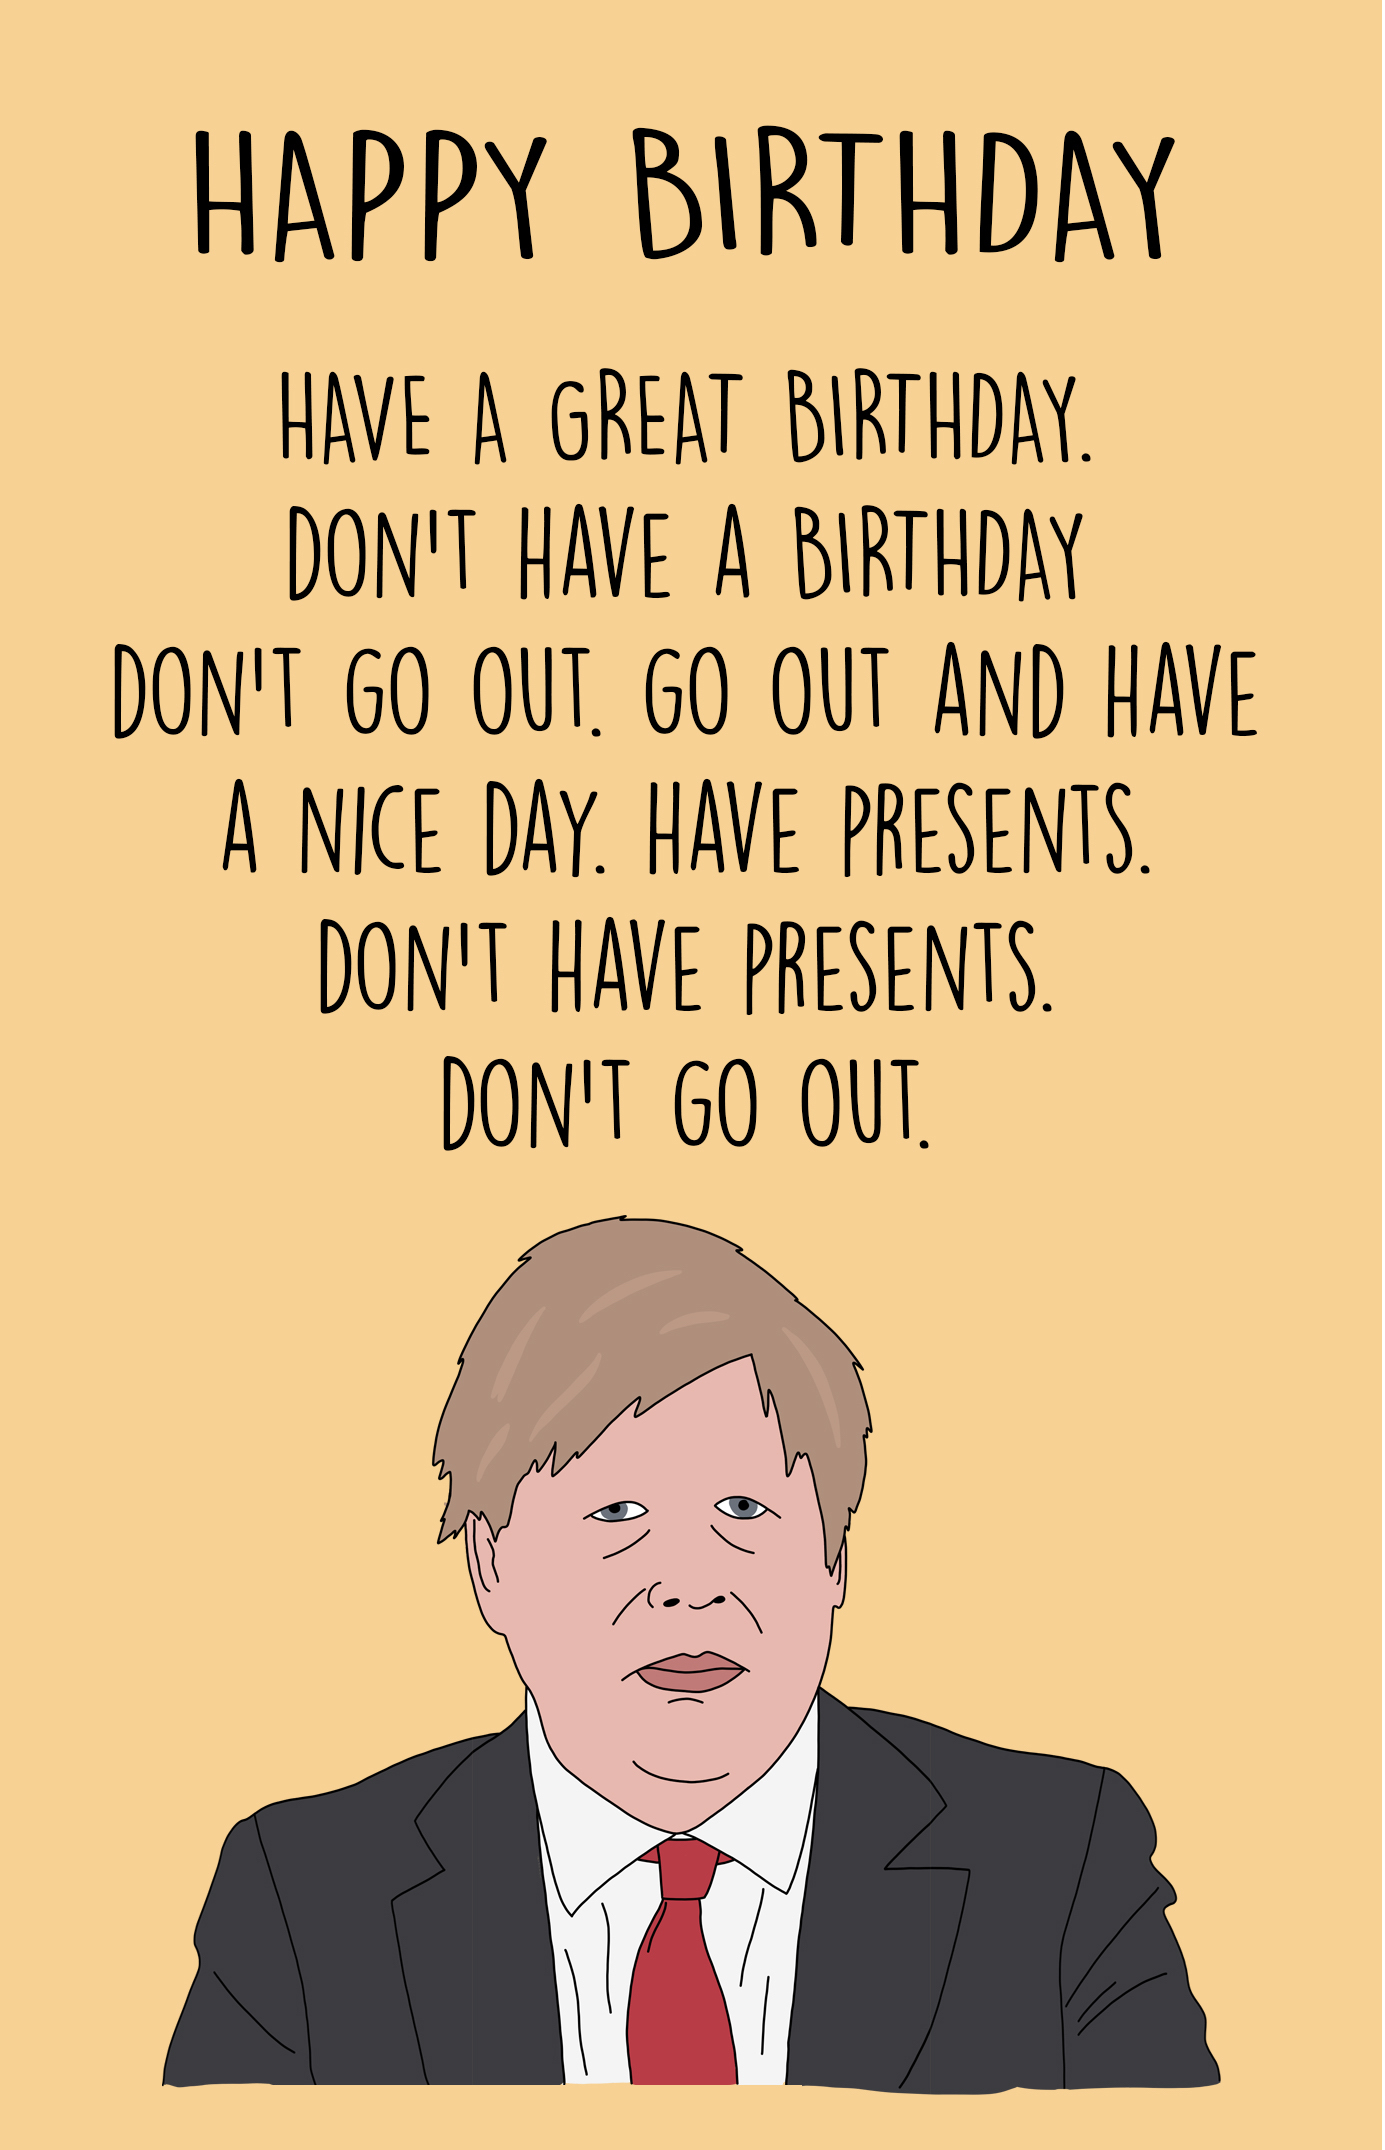 HAPPY BIRTHDAY
HAVE A GREAT BIRTHDAY.
DON'T HAVE A BIRTHDAY
DON'T GO OUT. GO OUT AND HAVE
A NICE DAY. HAVE PRESENTS.
DON'T HAVE PRESENTS.
DON'T GO OUT.